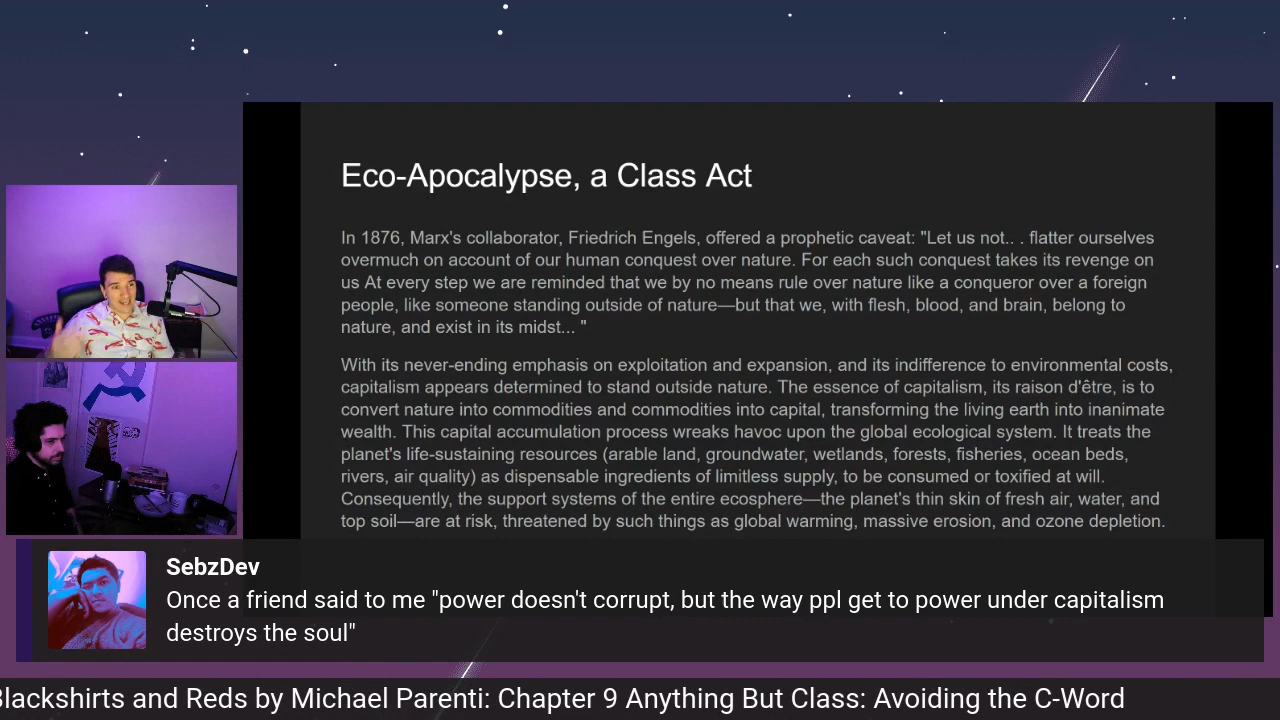 Eco-Apocalypse, a Class Act
In 1876, Marx's collaborator, Friedrich Engels, offered a prophetic caveat: "Let us not.. . flatter ourselves
overmuch on account of our human conquest over nature. For each such conquest takes its revenge on
us At every step we are reminded that we by no means rule over nature like a conqueror over a foreign
people, like someone standing outside of nature—but that we, with flesh, blood, and brain, belong to
nature, and exist in its midst... "
With its never-ending emphasis on exploitation and expansion, and its indifference to environmental costs,
capitalism appears determined to stand outside nature. The essence of capitalism, its raison d'être, is to
convert nature into commodities and commodities into capital, transforming the living earth into inanimate
wealth. This capital accumulation process wreaks havoc upon the global ecological system. It treats the
planet's life-sustaining resources (arable land, groundwater, wetlands, forests, fisheries, ocean beds,
rivers, air quality) as dispensable ingredients of limitless supply, to be consumed or toxified at will.
Consequently, the support systems of the entire ecosphere—the planet's thin skin of fresh air, water, and
top soil—are at risk, threatened by such things as global warming, massive erosion, and ozone depletion.
SebzDev
Once a friend said to me "power doesn't corrupt, but the way ppl get to power under capitalism
destroys the soul"
Blackshirts and Reds by Michael Parenti: Chapter 9 Anything But Class: Avoiding the C-Word